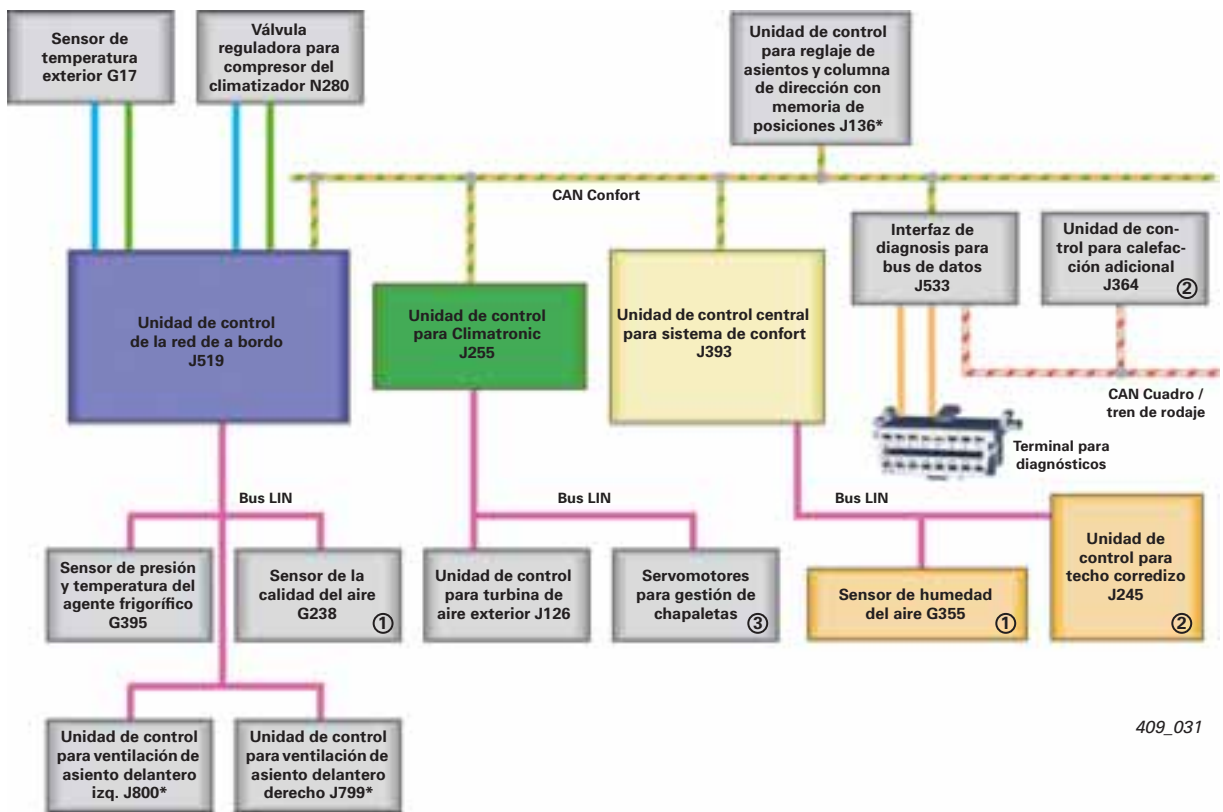 Sensor de
temperatura
exterior G17
Válvula
reguladora para
compresor del
climatizador N280
Unidad de control
para reglaje de
asientos y columna
de dirección con
memoria de
posiciones J136*
CAN Confort
Unidad de control
de la red de a bordo
J519
Unidad de control
para Climatronic
J255
Unidad de control central
para sistema de confort
J393
Interfaz de
diagnosis para
bus de datos
J533
Unidad de con-
trol para calefac-
ción adicional
J364
②
CAN Cuadro /
tren de rodaje
Terminal para
diagnósticos
Bus LIN
Bus LIN
Bus LIN
Sensor de presión
y temperatura del
agente frigorífico
G395
Sensor de la
calidad del aire
G238
①
Unidad de control
para turbina de
aire exterior J126
Servomotores
para gestión de
chapaletas
③
Sensor de humedad
del aire G355
①
Unidad de
control para
techo corredizo
J245
②
Unidad de control
para ventilación de
asiento delantero
izq. J800*
Unidad de control
para ventilación de
asiento delantero
derecho J799*
409_031